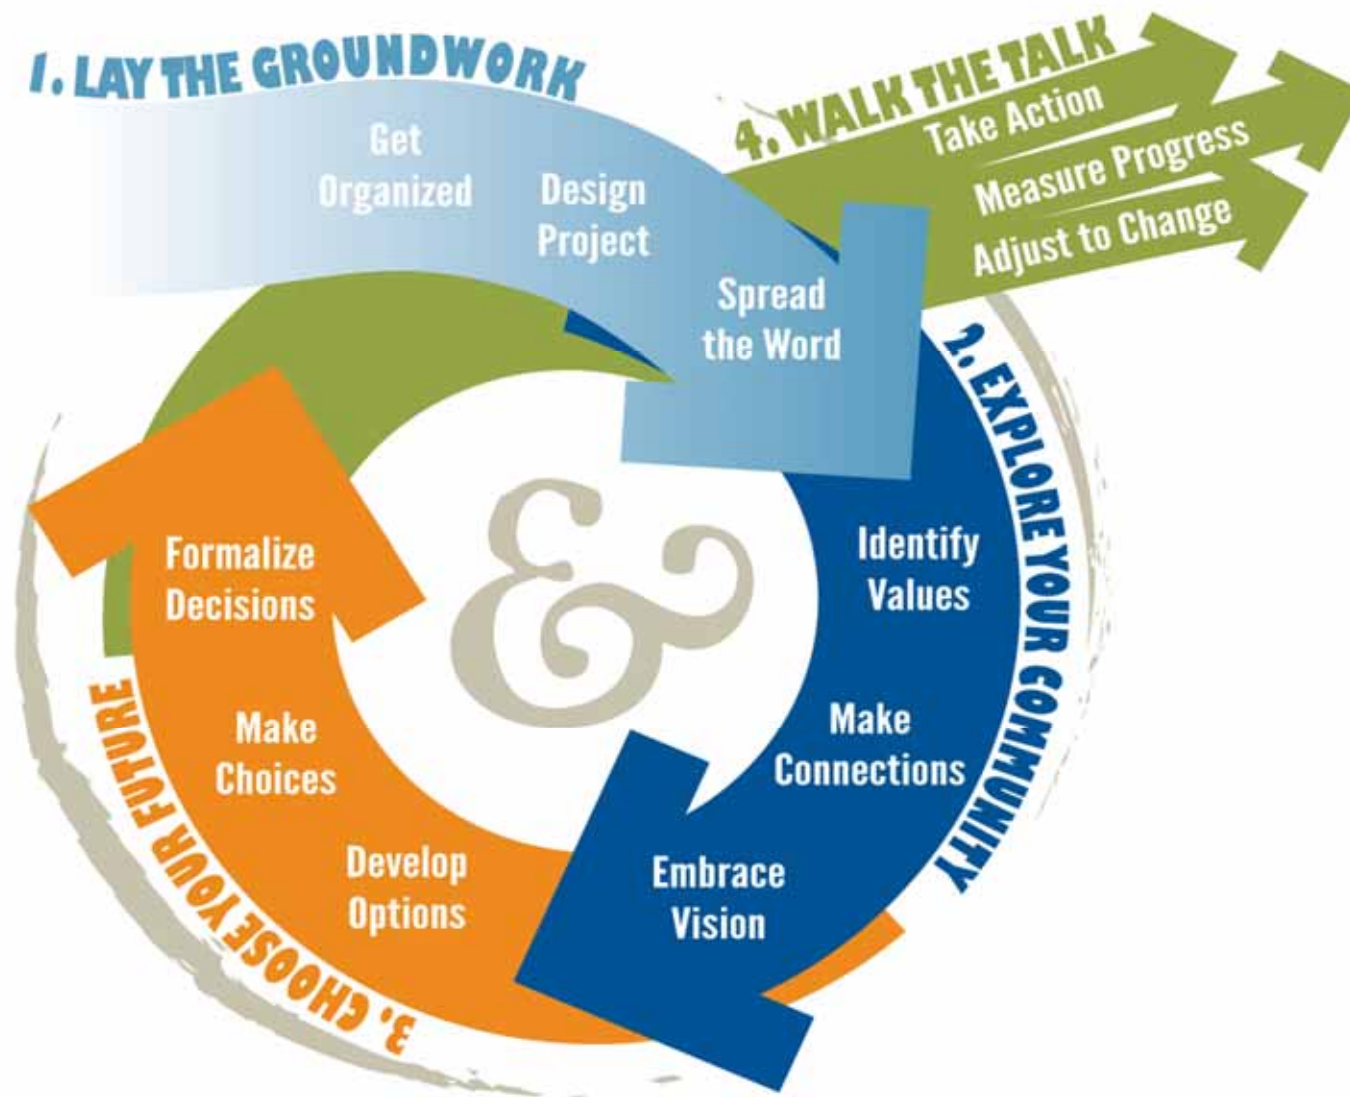 1. LAY THE GROUNDWORK
Get
Organized
Design
Project
Spread
the Word
2. EXPLORE YOUR COMMUNITY
Identify
Values
Make
Connections
Embrace
Vision
3. CHOOSE YOUR FUTURE
Develop
Options
Make
Choices
Formalize
Decisions
4. WALK THE TALK
Take Action
Measure Progress
Adjust to Change
&